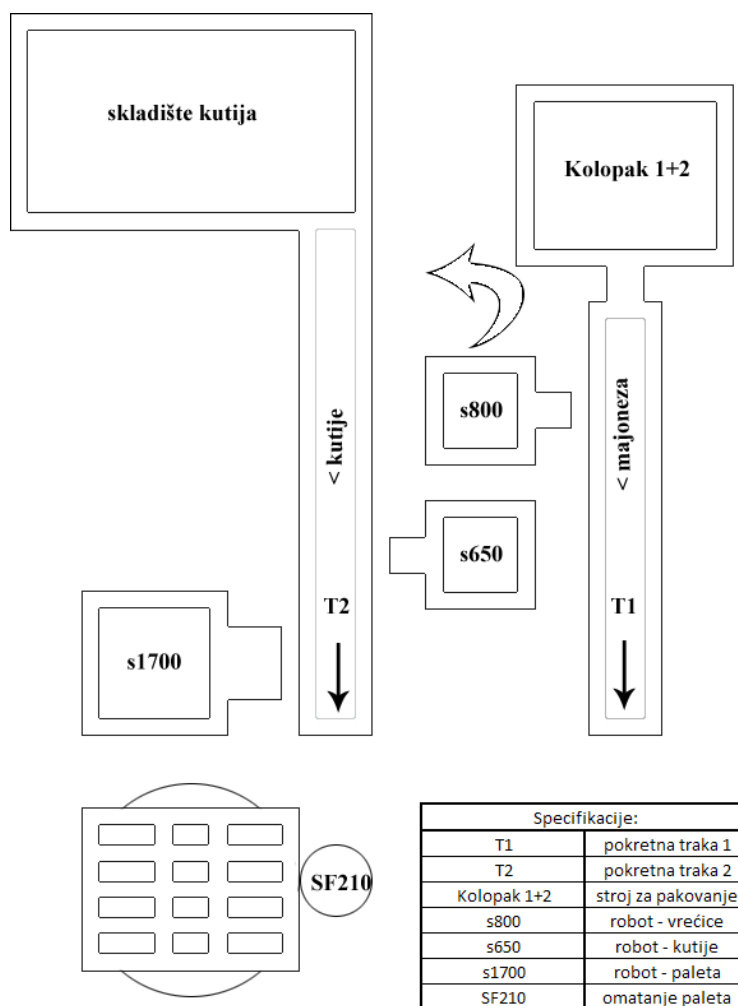 skladište kutija
Kolopak 1+2
s800
< kutije
< majoneza
s650
T2
T1
s1700
SF210
Specifikacije:
T1 pokretna traka 1
T2 pokretna traka 2
Kolopak 1+2 stroj za pakovanje
s800 robot - vrećice
s650 robot - kutije
s1700 robot - paleta
SF210 omatanje paleta